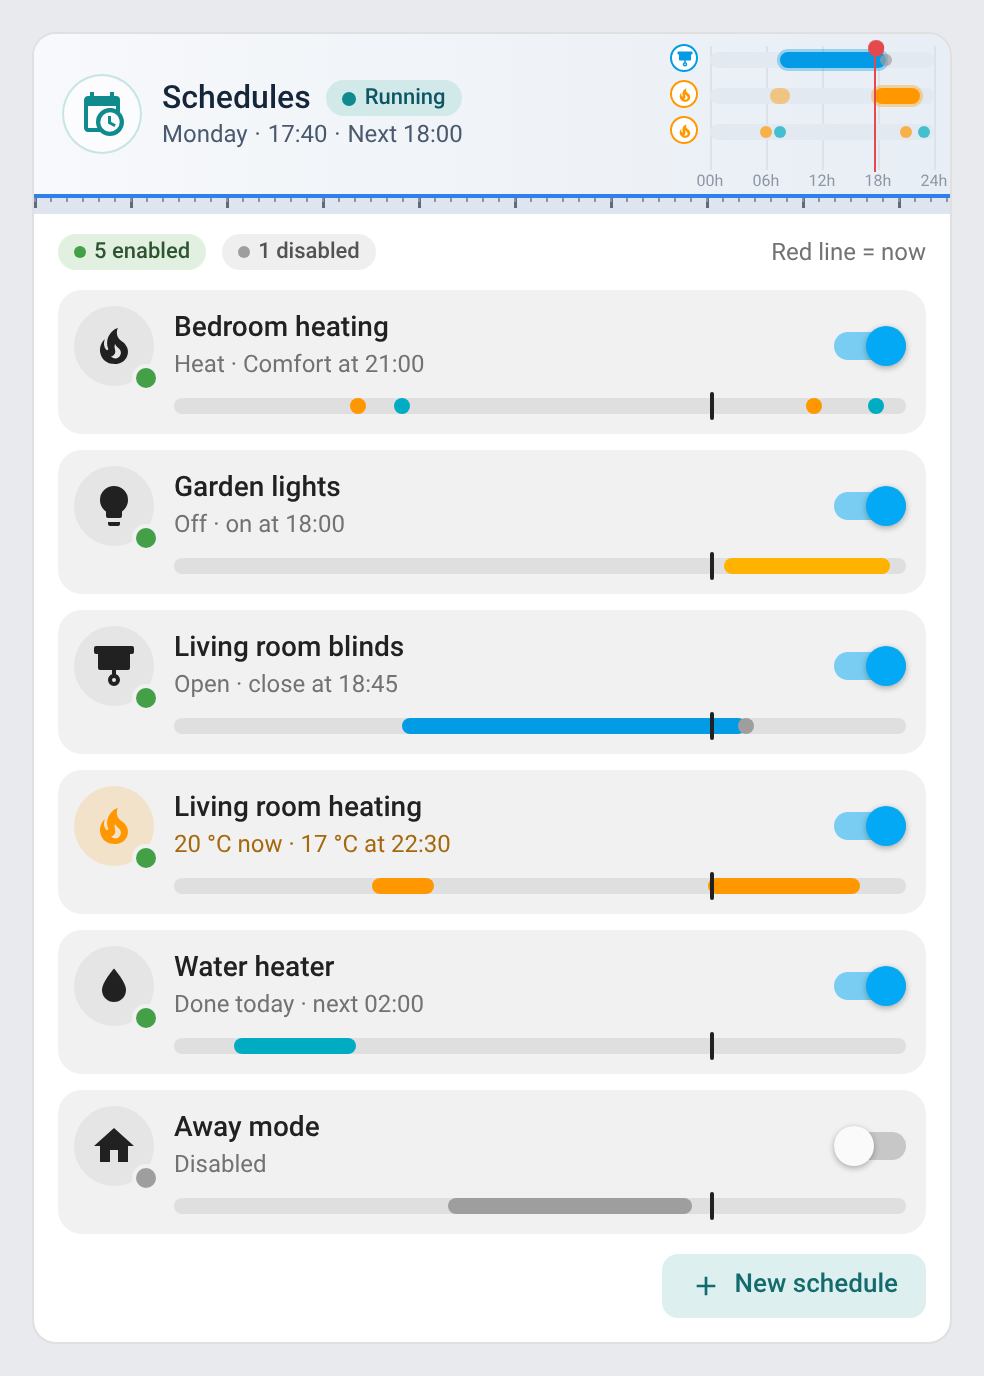 Schedules
Running
Monday · 17:40 · Next 18:00
00h 06h 12h 18h 24h
5 enabled
1 disabled
Red line = now
Bedroom heating
Heat · Comfort at 21:00
Garden lights
Off · on at 18:00
Living room blinds
Open · close at 18:45
Living room heating
20 °C now · 17 °C at 22:30
Water heater
Done today · next 02:00
Away mode
Disabled
+ New schedule